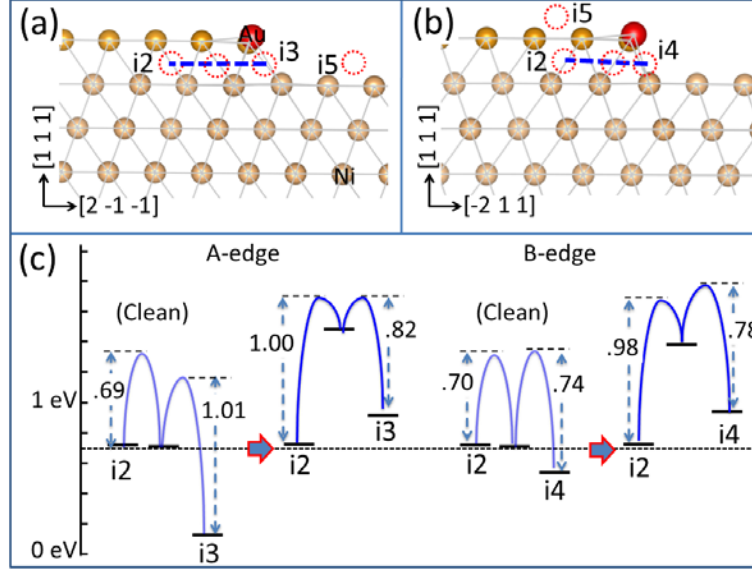 (a)
Au
i2
i3
i5
Ni
[1 1 1]
[2 -1 -1]
(b)
i5
i2
i4
[1 1 1]
[-2 1 1]
(c)
A-edge
B-edge
(Clean)
(Clean)
1 eV
0 eV
.69
1.01
i2
i3
1.00
.82
i2
i3
.70
.74
i2
i4
.98
.78
i2
i4